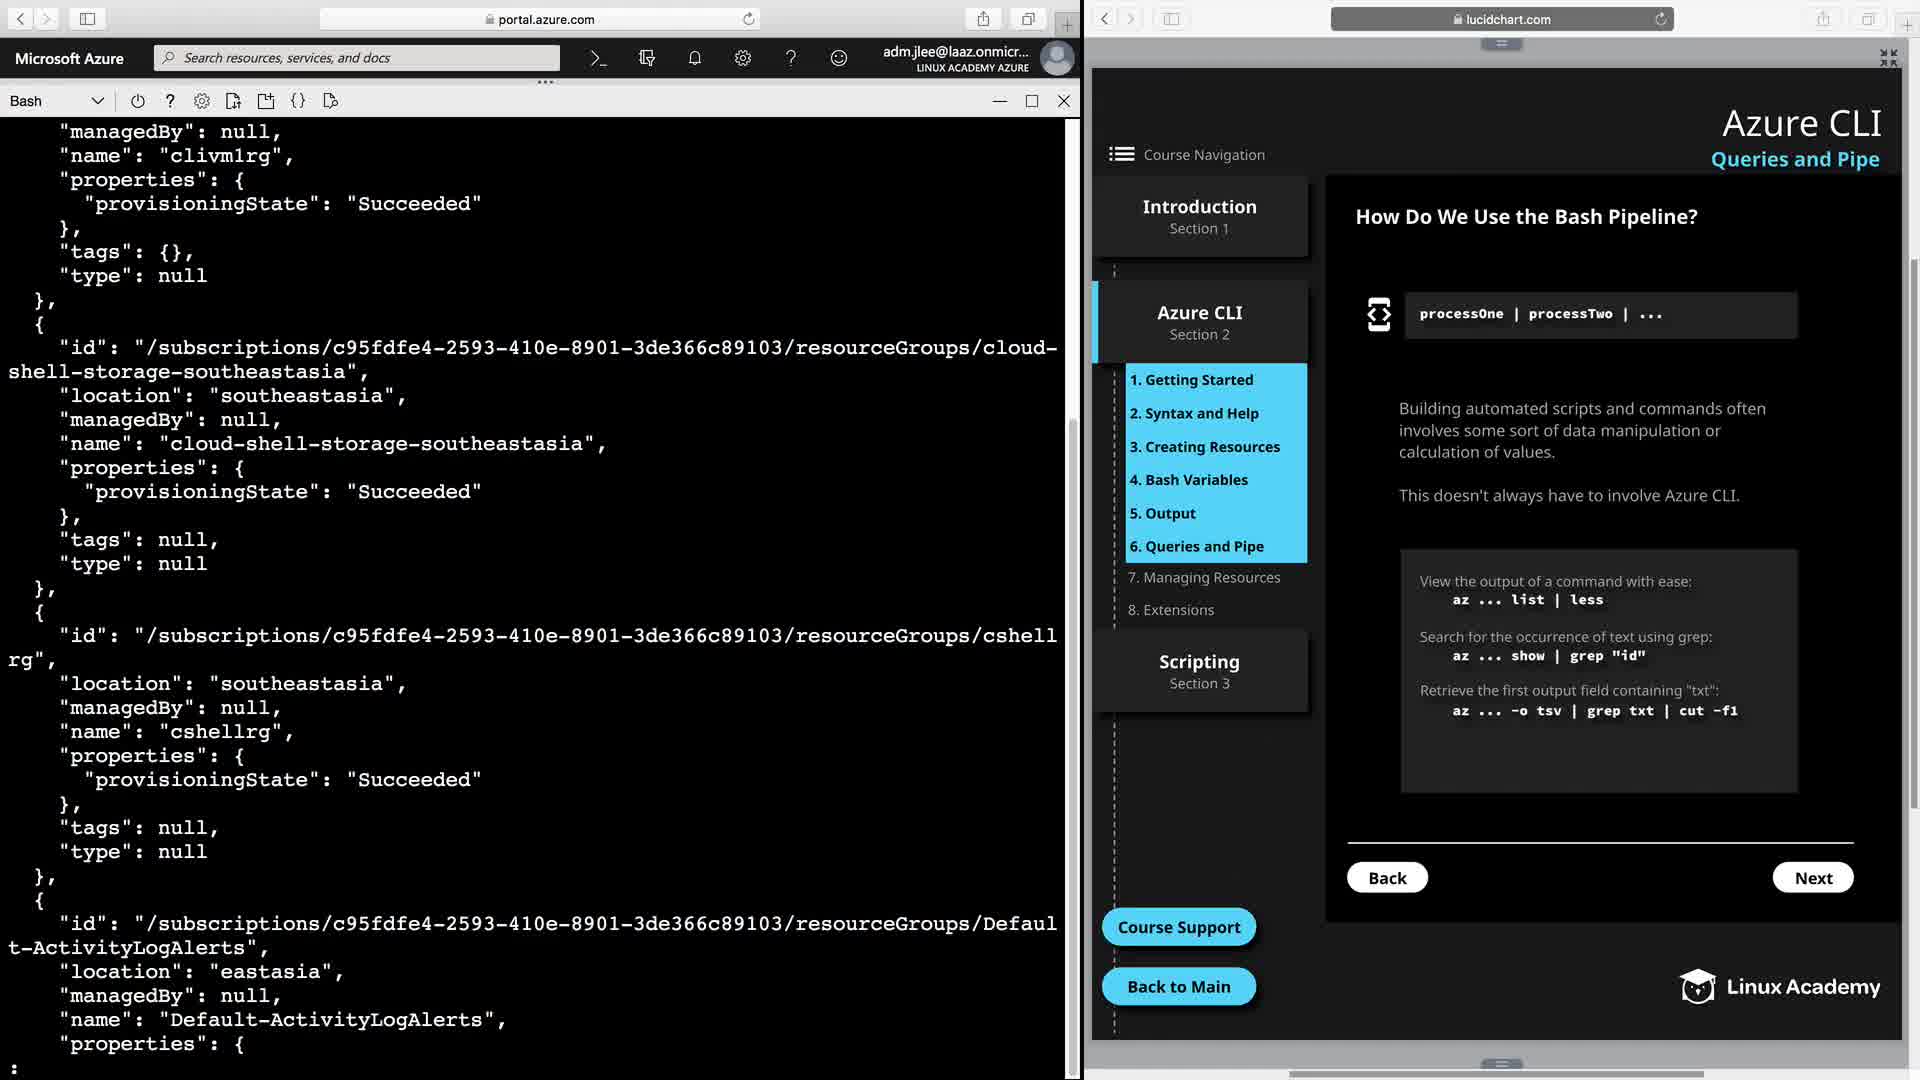 portal.azure.com
Microsoft Azure
Search resources, services, and docs
adm.jlee@laaz.onmicr...
LINUX ACADEMY AZURE
Bash
"managedBy": null,
"name": "clivm1rg",
"properties": {
"provisioningState": "Succeeded"
},
"tags": {},
"type": null
},
{
"id": "/subscriptions/c95fdfe4-2593-410e-8901-3de366c89103/resourceGroups/cloud-
shell-storage-southeastasia",
"location": "southeastasia",
"managedBy": null,
"name": "cloud-shell-storage-southeastasia",
"properties": {
"provisioningState": "Succeeded"
},
"tags": null,
"type": null
},
{
"id": "/subscriptions/c95fdfe4-2593-410e-8901-3de366c89103/resourceGroups/cshell
rg",
"location": "southeastasia",
"managedBy": null,
"name": "cshellrg",
"properties": {
"provisioningState": "Succeeded"
},
"tags": null,
"type": null
},
{
"id": "/subscriptions/c95fdfe4-2593-410e-8901-3de366c89103/resourceGroups/Defaul
t-ActivityLogAlerts",
"location": "eastasia",
"managedBy": null,
"name": "Default-ActivityLogAlerts",
"properties": {
:
lucidchart.com
Azure CLI
Queries and Pipe
Course Navigation
Introduction
Section 1
Azure CLI
Section 2
1. Getting Started
2. Syntax and Help
3. Creating Resources
4. Bash Variables
5. Output
6. Queries and Pipe
7. Managing Resources
8. Extensions
Scripting
Section 3
Course Support
Back to Main
How Do We Use the Bash Pipeline?
processOne | processTwo | ...
Building automated scripts and commands often
involves some sort of data manipulation or
calculation of values.
This doesn't always have to involve Azure CLI.
View the output of a command with ease:
az ... list | less
Search for the occurrence of text using grep:
az ... show | grep "id"
Retrieve the first output field containing "txt":
az ... -o tsv | grep txt | cut -f1
Back
Next
Linux Academy